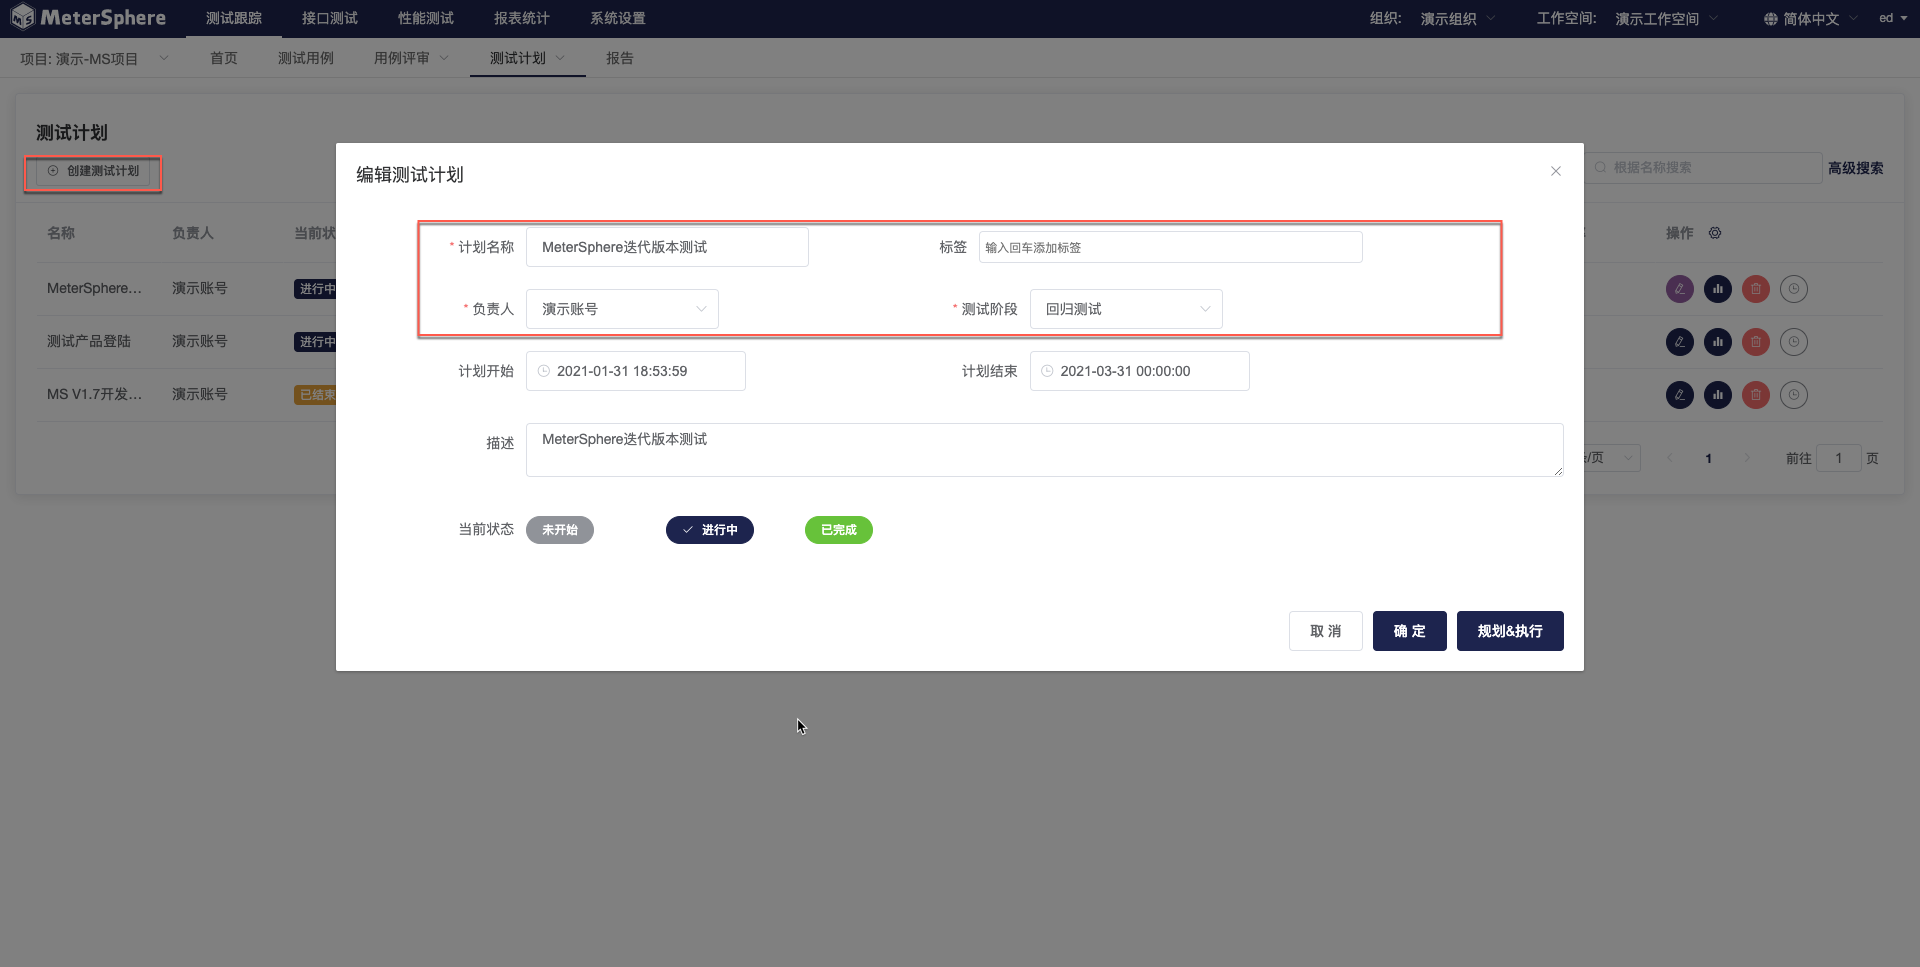 MeterSphere 测试跟踪 接口测试 性能测试 报表统计 系统设置 组织: 演示组织 工作空间: 演示工作空间 简体中文 ed
项目: 演示-MS项目 首页 测试用例 用例评审 测试计划 报告
测试计划
创建测试计划 根据名称搜索 高级搜索
名称 负责人 当前状 操作
MeterSphere... 演示账号 进行中
测试产品登陆 演示账号 进行中
MS V1.7开发... 演示账号 已结束
/页 1 前往 1 页
编辑测试计划
* 计划名称 MeterSphere迭代版本测试 标签 输入回车添加标签
* 负责人 演示账号 * 测试阶段 回归测试
计划开始 2021-01-31 18:53:59 计划结束 2021-03-31 00:00:00
描述 MeterSphere迭代版本测试
当前状态 未开始 进行中 已完成
取消 确定 规划&执行